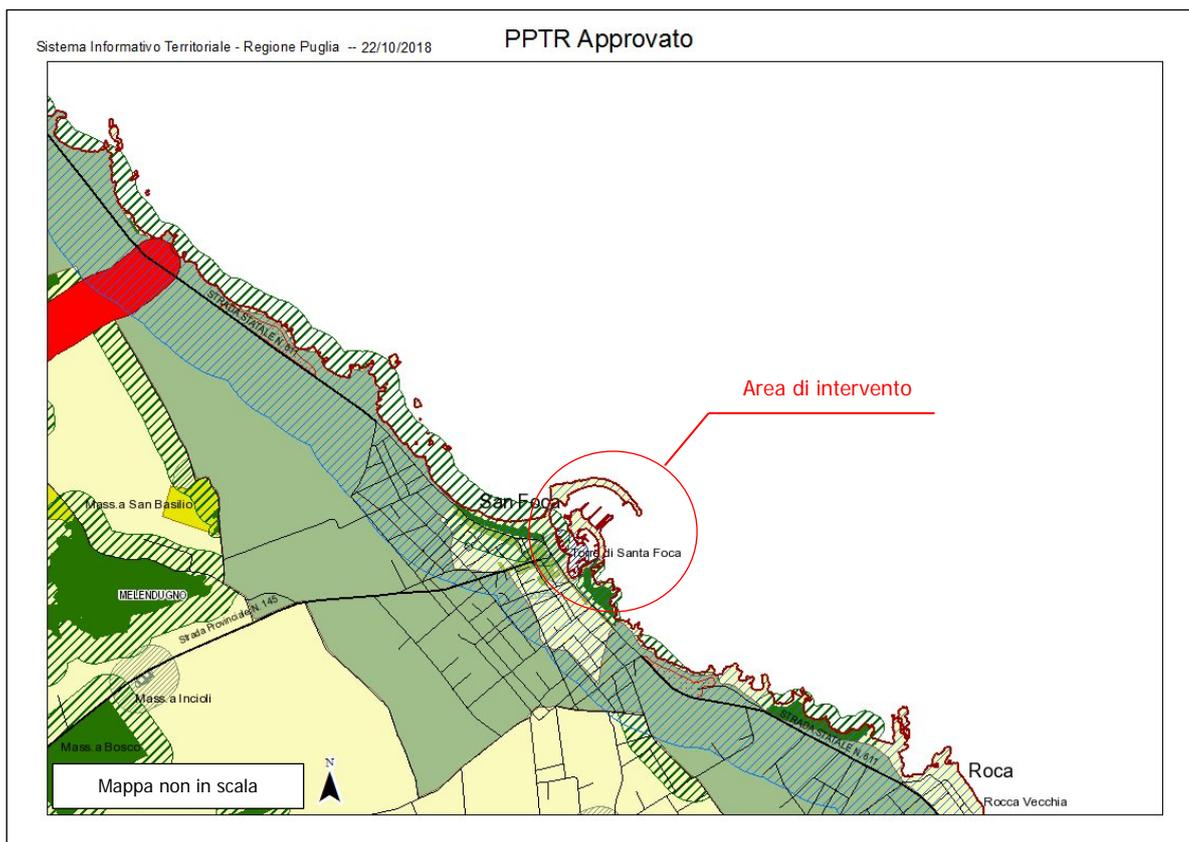 Sistema Informativo Territoriale - Regione Puglia -- 22/10/2018
PPTR Approvato
STRADA STATALE N. 611
Area di intervento
San Foca
Mass.a San Basilio
Torre di Santa Foca
MELENDUGNO
Strada Provinciale N. 145
Mass.a Incioli
STRADA STATALE N. 611
Mass.a Bosco
N
Mappa non in scala
Roca
Rocca Vecchia